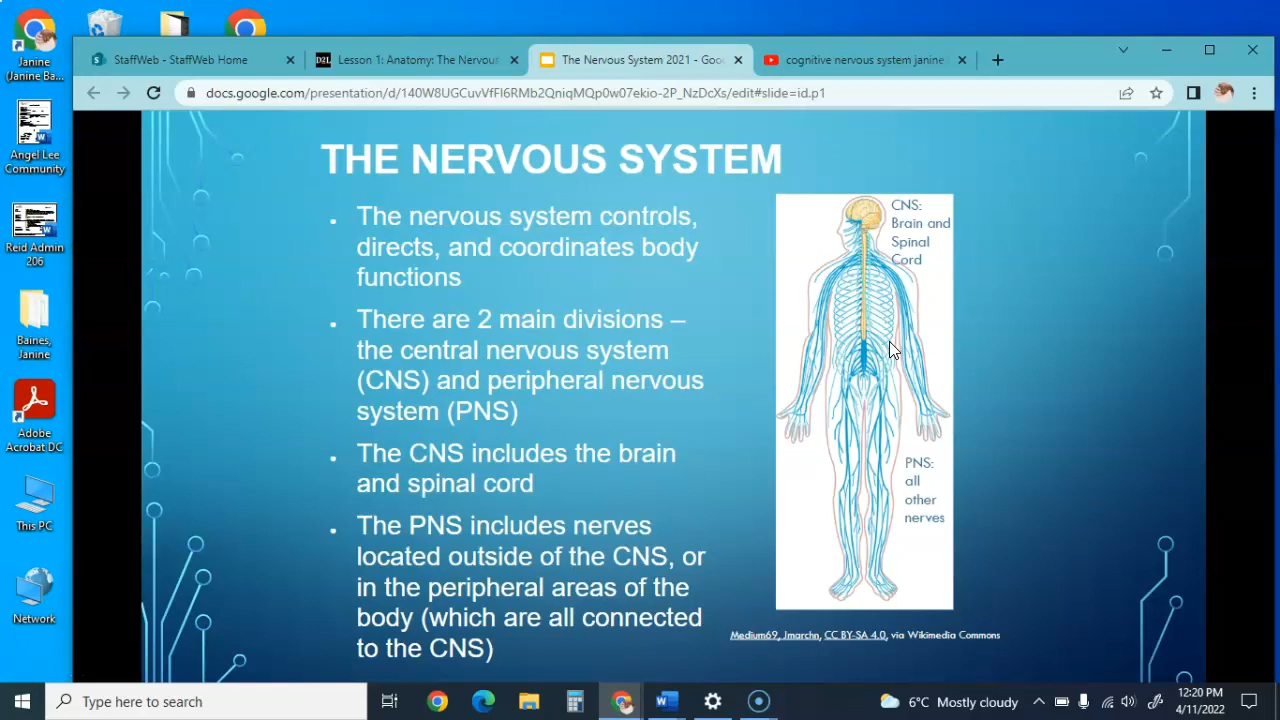 Janine
(Janine Ba...
Angel Lee
Community
Reid Admin
206
Baines,
Janine
Adobe
Acrobat DC
This PC
Network
StaffWeb - StaffWeb Home
D2L
Lesson 1: Anatomy: The Nervous
The Nervous System 2021 - Goo
cognitive nervous system janine
docs.google.com/presentation/d/140W8UGCuvVfFI6RMb2QniqMQp0w07ekio-2P_NzDcXs/edit#slide=id.p1
THE NERVOUS SYSTEM
. The nervous system controls,
directs, and coordinates body
functions
. There are 2 main divisions –
the central nervous system
(CNS) and peripheral nervous
system (PNS)
. The CNS includes the brain
and spinal cord
. The PNS includes nerves
located outside of the CNS, or
in the peripheral areas of the
body (which are all connected
to the CNS)
CNS:
Brain and
Spinal
Cord
PNS:
all
other
nerves
Medium69, Jmarchn, CC BY-SA 4.0, via Wikimedia Commons
Type here to search
6°C Mostly cloudy
12:20 PM
4/11/2022